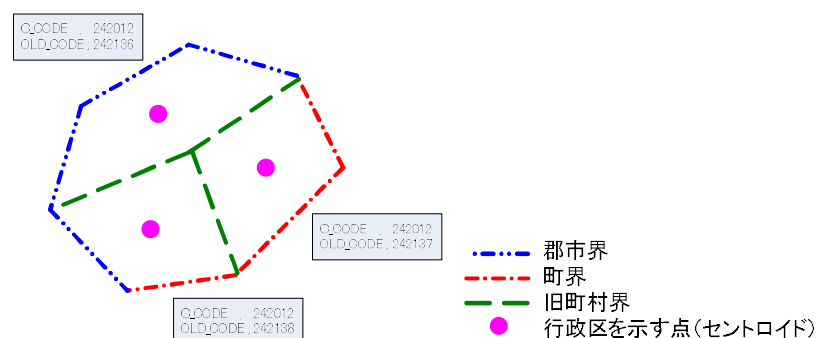 C_CODE ; 242012
OLD_CODE ; 242136
C_CODE ; 242012
OLD_CODE ; 242137
C_CODE ; 242012
OLD_CODE ; 242138
郡市界
町界
旧町村界
行政区を示す点(セントロイド)